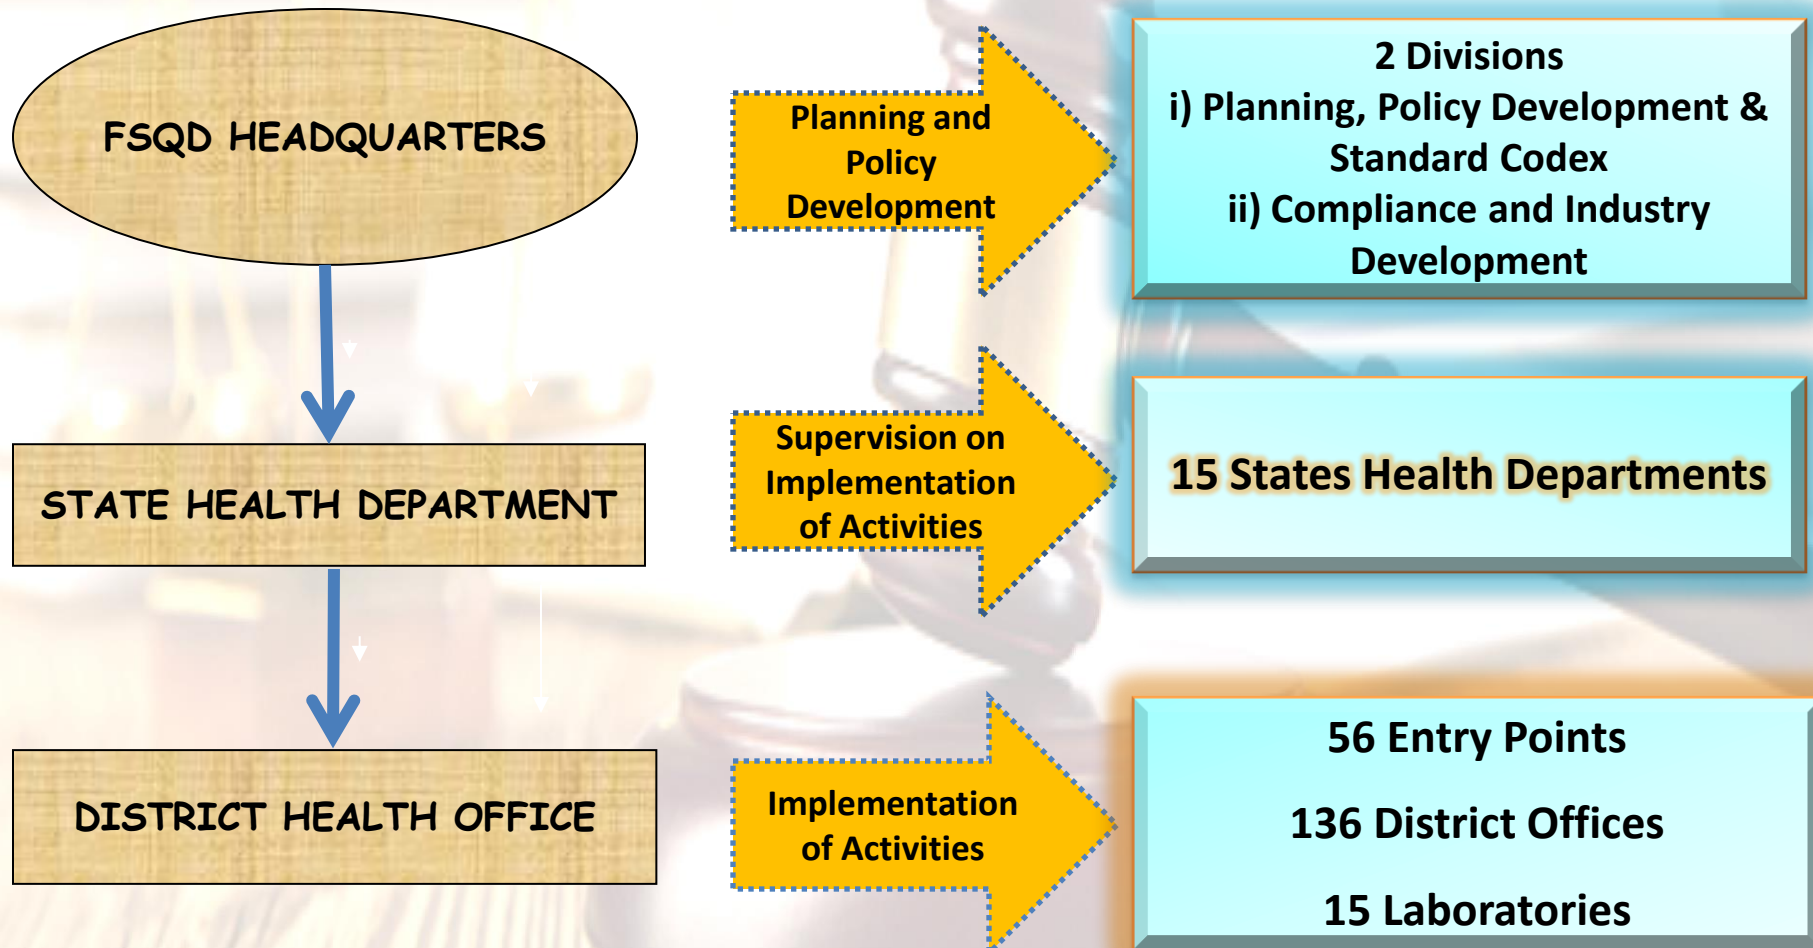 FSQD HEADQUARTERS
Planning and
Policy
Development
2 Divisions
i) Planning, Policy Development &
Standard Codex
ii) Compliance and Industry
Development
STATE HEALTH DEPARTMENT
Supervision on
Implementation
of Activities
15 States Health Departments
DISTRICT HEALTH OFFICE
Implementation
of Activities
56 Entry Points
136 District Offices
15 Laboratories